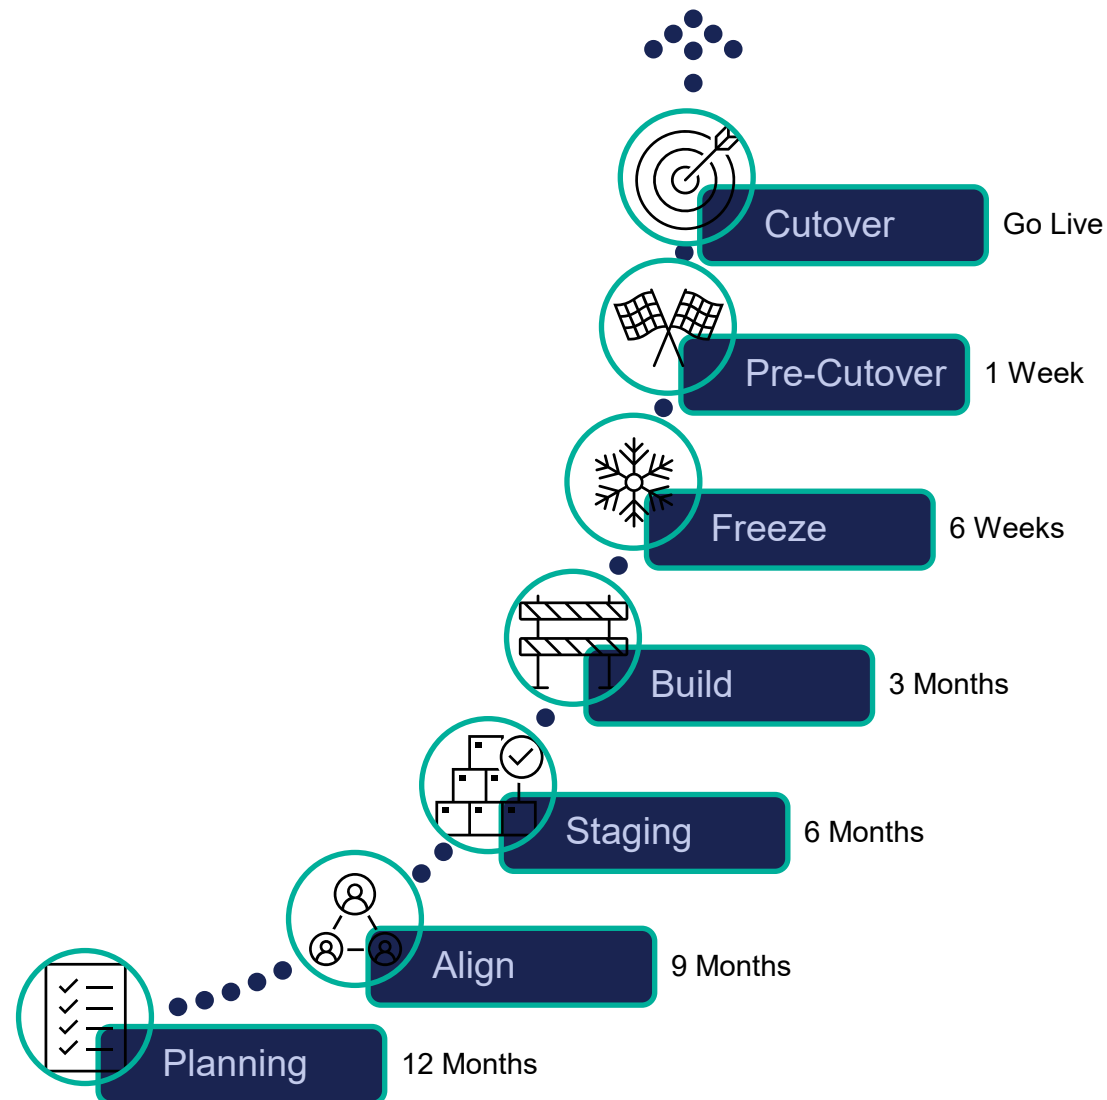 Cutover
Go Live
Pre-Cutover
1 Week
Freeze
6 Weeks
Build
3 Months
Staging
6 Months
Align
9 Months
Planning
12 Months